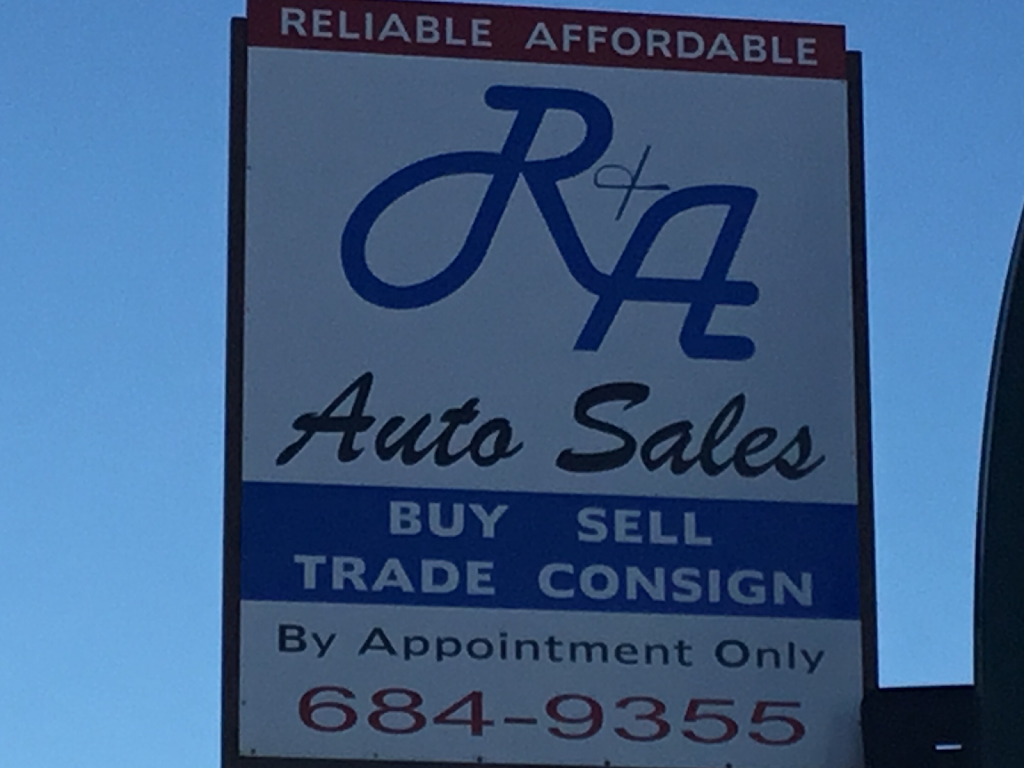 RELIABLE AFFORDABLE
R & A
Auto Sales
BUY SELL
TRADE CONSIGN
By Appointment Only
684-9355